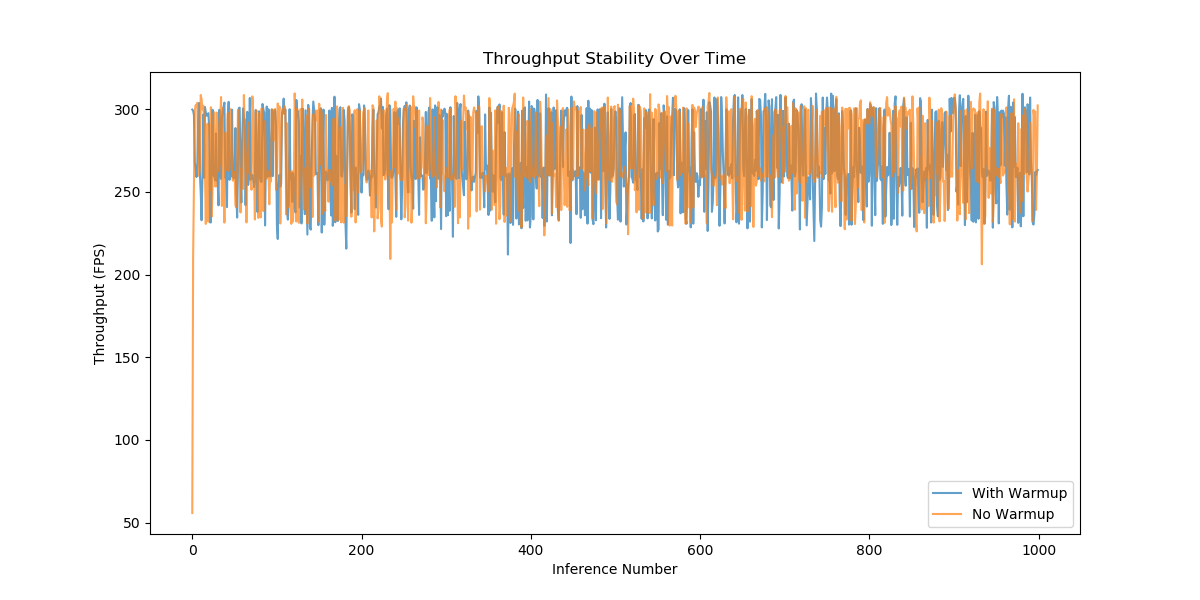 Throughput Stability Over Time
Throughput (FPS)
300
250
200
150
100
50
0
200
400
600
800
1000
Inference Number
With Warmup
No Warmup